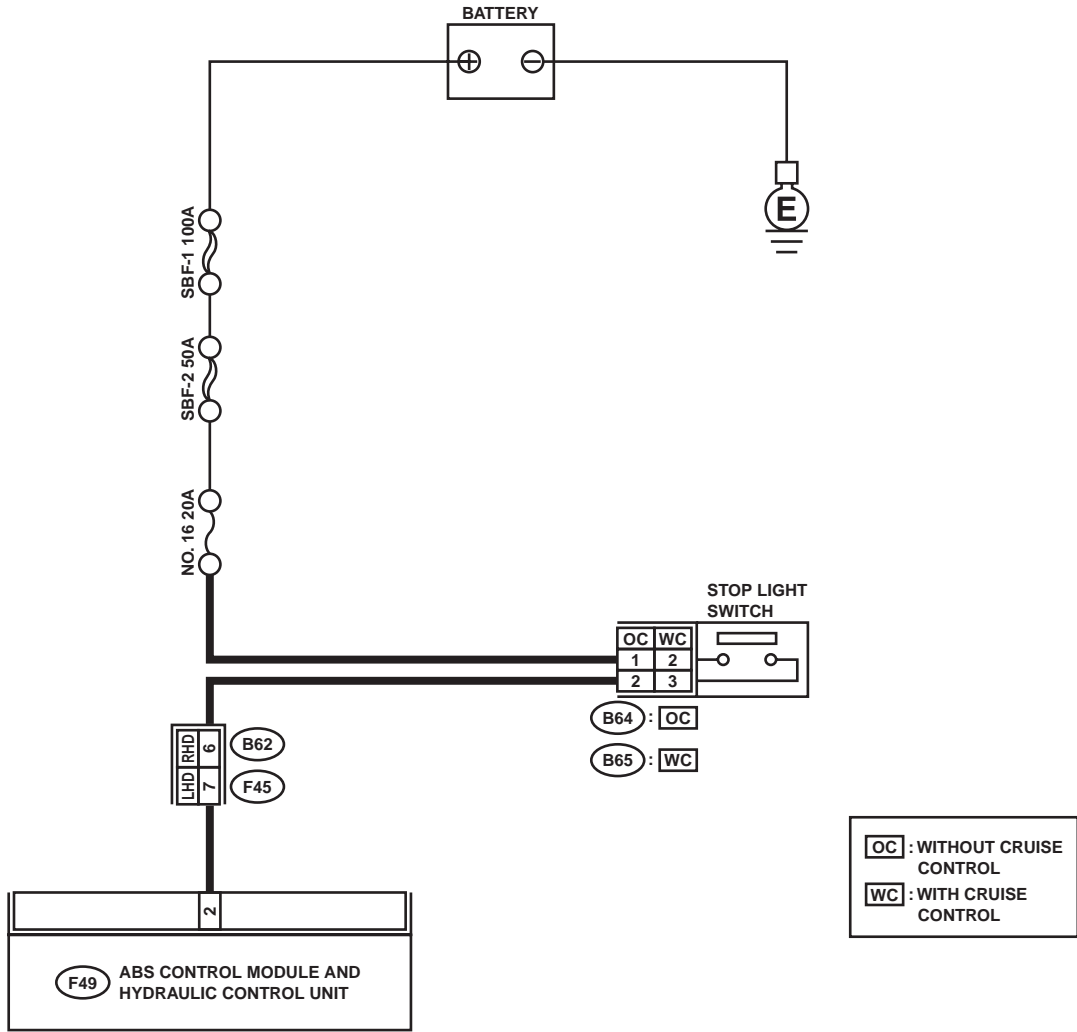 BATTERY
E
SBF-1 100A
SBF-2 50A
NO. 16 20A
STOP LIGHT
SWITCH
OC WC
1 2
2 3
B64 : OC
B65 : WC
RHD 6
LHD 7
B62
F45
2
F49
ABS CONTROL MODULE AND
HYDRAULIC CONTROL UNIT
OC : WITHOUT CRUISE
CONTROL
WC : WITH CRUISE
CONTROL